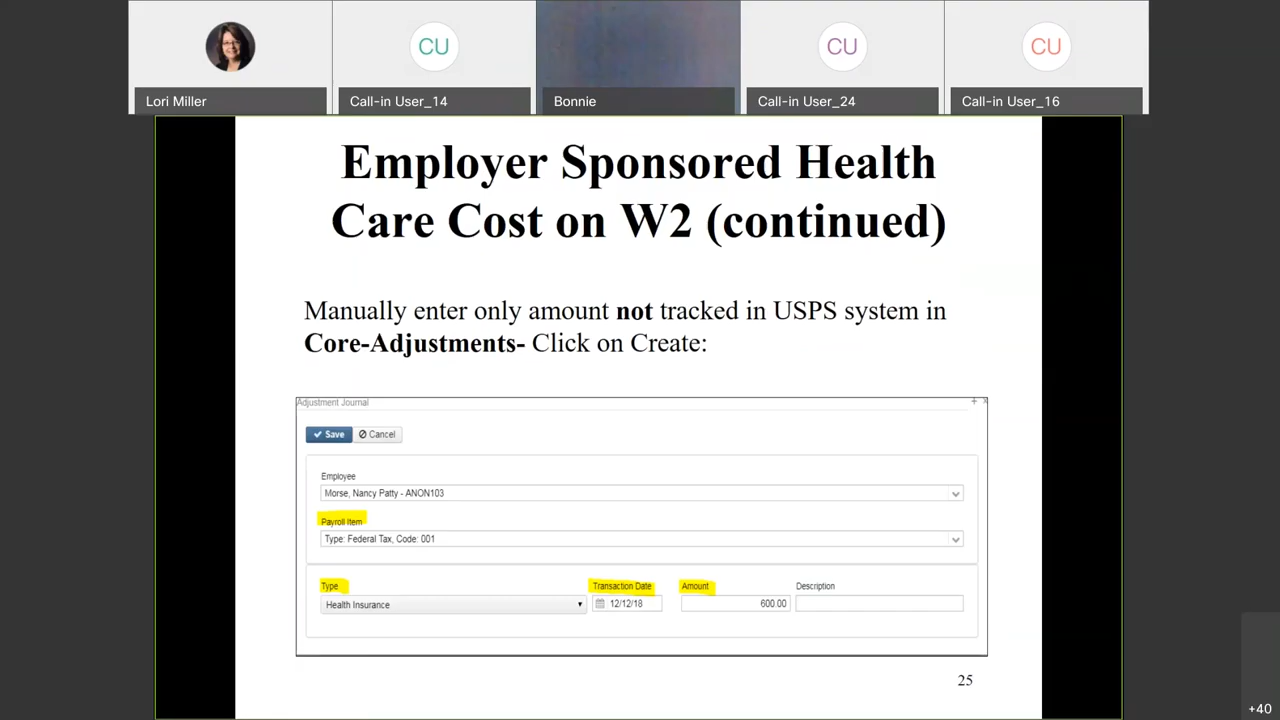 CU
CU
CU
Lori Miller
Call-in User_14
Bonnie
Call-in User_24
Call-in User_16
Employer Sponsored Health
Care Cost on W2 (continued)
Manually enter only amount not tracked in USPS system in
Core-Adjustments- Click on Create:
Adjustment Journal
Save
Cancel
Employee
Morse, Nancy Patty - ANON103
Payroll Item
Type: Federal Tax, Code: 001
Type
Transaction Date
Amount
Description
Health Insurance
12/12/18
600.00
25
+40